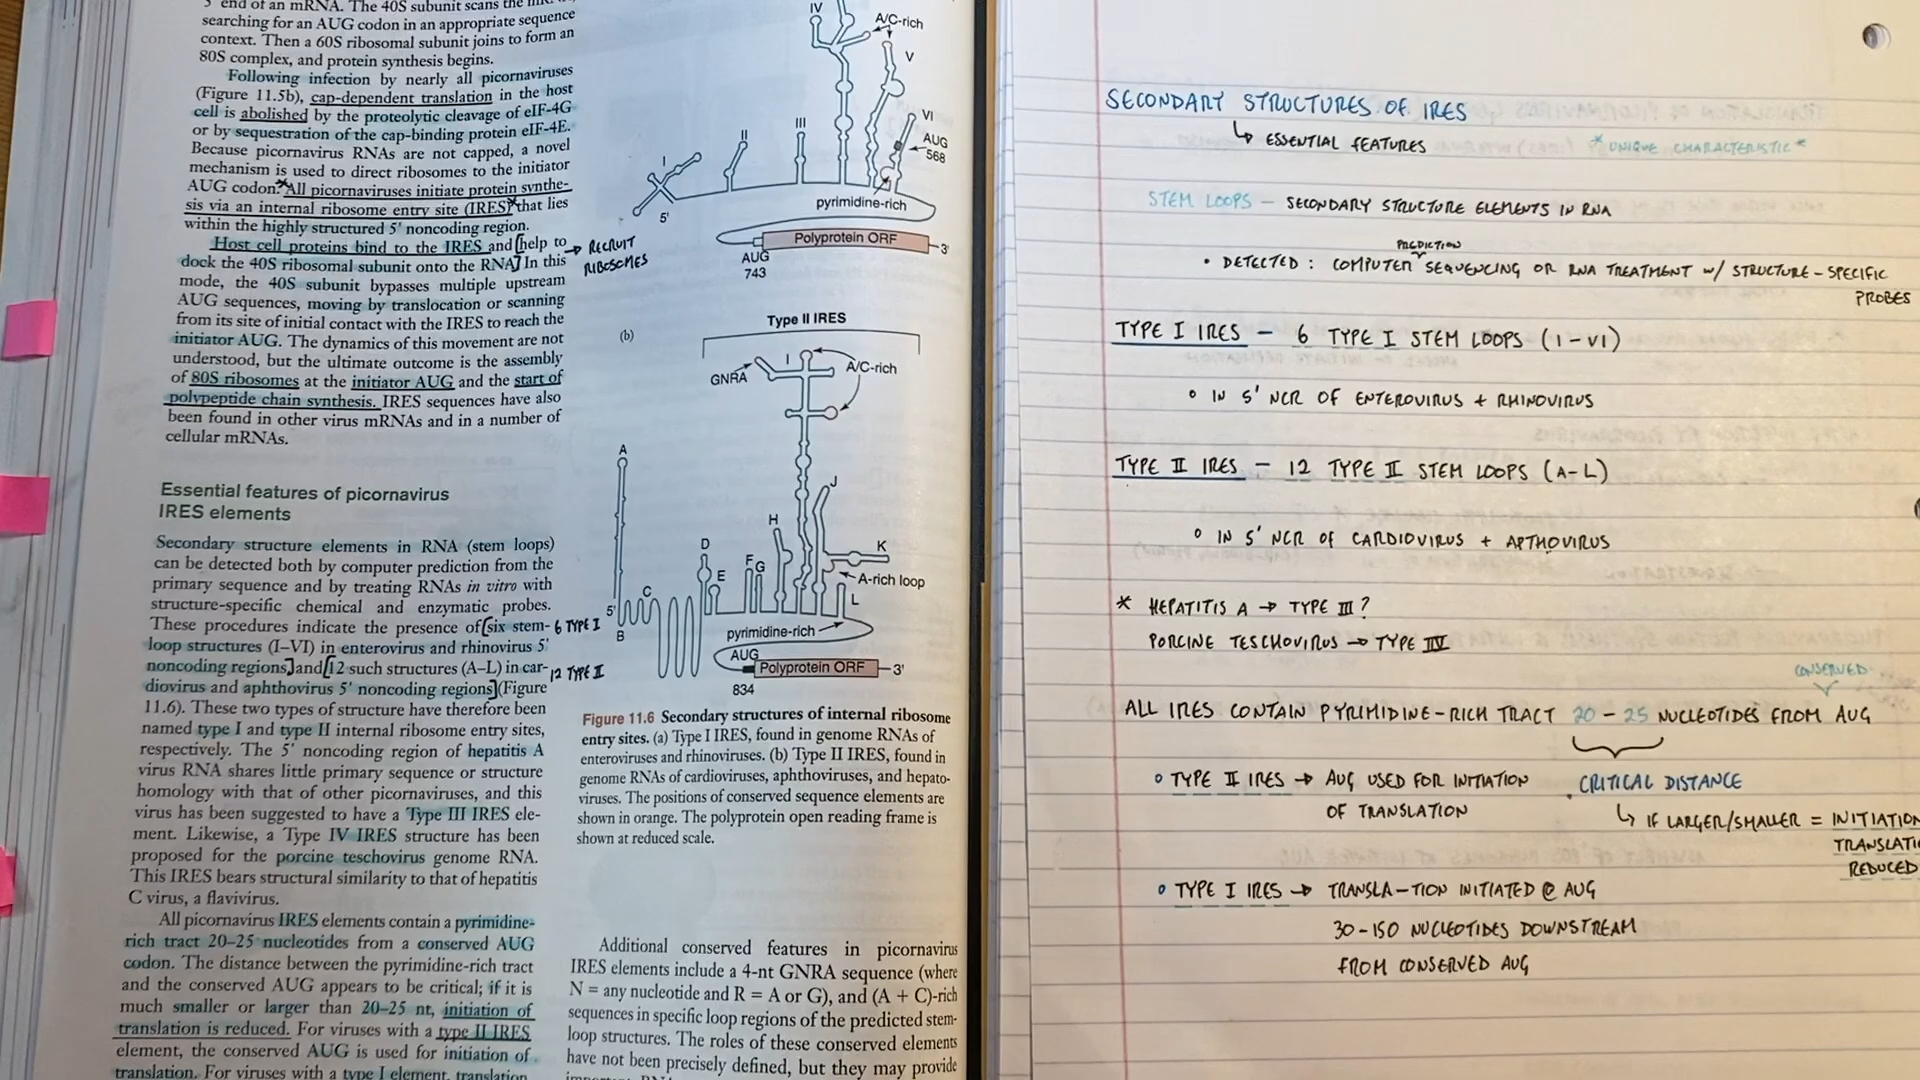 5' end of an mRNA. The 40S subunit scans the
searching for an AUG codon in an appropriate sequence
context. Then a 60S ribosomal subunit joins to form an
80S complex, and protein synthesis begins.
Following infection by nearly all picornaviruses
(Figure 11.5b), cap-dependent translation in the host
cell is abolished by the proteolytic cleavage of eIF-4G
or by sequestration of the cap-binding protein eIF-4E.
Because picornavirus RNAs are not capped, a novel
mechanism is used to direct ribosomes to the initiator
AUG codon. *All picornaviruses initiate protein synthe-
sis via an internal ribosome entry site (IRES)* that lies
within the highly structured 5' noncoding region.
Host cell proteins bind to the IRES and [help to
dock the 40S ribosomal subunit onto the RNA.] In this
mode, the 40S subunit bypasses multiple upstream
AUG sequences, moving by translocation or scanning
from its site of initial contact with the IRES to reach the
initiator AUG. The dynamics of this movement are not
understood, but the ultimate outcome is the assembly
of 80S ribosomes at the initiator AUG and the start of
polypeptide chain synthesis. IRES sequences have also
been found in other virus mRNAs and in a number of
cellular mRNAs.
→ RECRUIT
RIBOSOMES
Essential features of picornavirus
IRES elements
Secondary structure elements in RNA (stem loops)
can be detected both by computer prediction from the
primary sequence and by treating RNAs in vitro with
structure-specific chemical and enzymatic probes.
These procedures indicate the presence of [six stem-
loop structures (I–VI) in enterovirus and rhinovirus 5'
noncoding regions] and [12 such structures (A–L) in car-
diovirus and aphthovirus 5' noncoding regions] (Figure
11.6). These two types of structure have therefore been
named type I and type II internal ribosome entry sites,
respectively. The 5' noncoding region of hepatitis A
virus RNA shares little primary sequence or structure
homology with that of other picornaviruses, and this
virus has been suggested to have a Type III IRES ele-
ment. Likewise, a Type IV IRES structure has been
proposed for the porcine teschovirus genome RNA.
This IRES bears structural similarity to that of hepatitis
C virus, a flavivirus.
All picornavirus IRES elements contain a pyrimidine-
rich tract 20–25 nucleotides from a conserved AUG
codon. The distance between the pyrimidine-rich tract
and the conserved AUG appears to be critical; if it is
much smaller or larger than 20–25 nt, initiation of
translation is reduced. For viruses with a type II IRES
element, the conserved AUG is used for initiation of
translation. For viruses with a type I element, translation
6 TYPE I
12 TYPE II
IV
A/C-rich
V
VI
AUG
568
III
II
I
5'
pyrimidine-rich
Polyprotein ORF
3'
AUG
743
(b)
Type II IRES
GNRA
I
A/C-rich
A
J
H
K
D
F
G
E
A-rich loop
C
L
5'
B
pyrimidine-rich
AUG
Polyprotein ORF
3'
834
Figure 11.6 Secondary structures of internal ribosome
entry sites. (a) Type I IRES, found in genome RNAs of
enteroviruses and rhinoviruses. (b) Type II IRES, found in
genome RNAs of cardioviruses, aphthoviruses, and hepato-
viruses. The positions of conserved sequence elements are
shown in orange. The polyprotein open reading frame is
shown at reduced scale.
Additional conserved features in picornavirus
IRES elements include a 4-nt GNRA sequence (where
N = any nucleotide and R = A or G), and (A + C)-rich
sequences in specific loop regions of the predicted stem-
loop structures. The roles of these conserved elements
have not been precisely defined, but they may provide
SECONDARY STRUCTURES OF IRES
↳ ESSENTIAL FEATURES *UNIQUE CHARACTERISTIC*
STEM LOOPS – SECONDARY STRUCTURE ELEMENTS IN RNA
PREDICTION
• DETECTED: COMPUTER SEQUENCING OR RNA TREATMENT W/ STRUCTURE-SPECIFIC
PROBES
TYPE I IRES – 6 TYPE I STEM LOOPS (I-VI)
° IN 5' NCR OF ENTEROVIRUS + RHINOVIRUS
TYPE II IRES – 12 TYPE II STEM LOOPS (A-L)
° IN 5' NCR OF CARDIOVIRUS + APTHOVIRUS
* HEPATITIS A → TYPE III?
PORCINE TESCHOVIRUS → TYPE IV
CONSERVED
ALL IRES CONTAIN PYRIMIDINE-RICH TRACT 20-25 NUCLEOTIDES FROM AUG
° TYPE II IRES → AUG USED FOR INITIATION
OF TRANSLATION
CRITICAL DISTANCE
↳ IF LARGER/SMALLER = INITIATION
TRANSLATI
REDUCED
° TYPE I IRES → TRANSLA-TION INITIATED @ AUG
30-150 NUCLEOTIDES DOWNSTREAM
FROM CONSERVED AUG